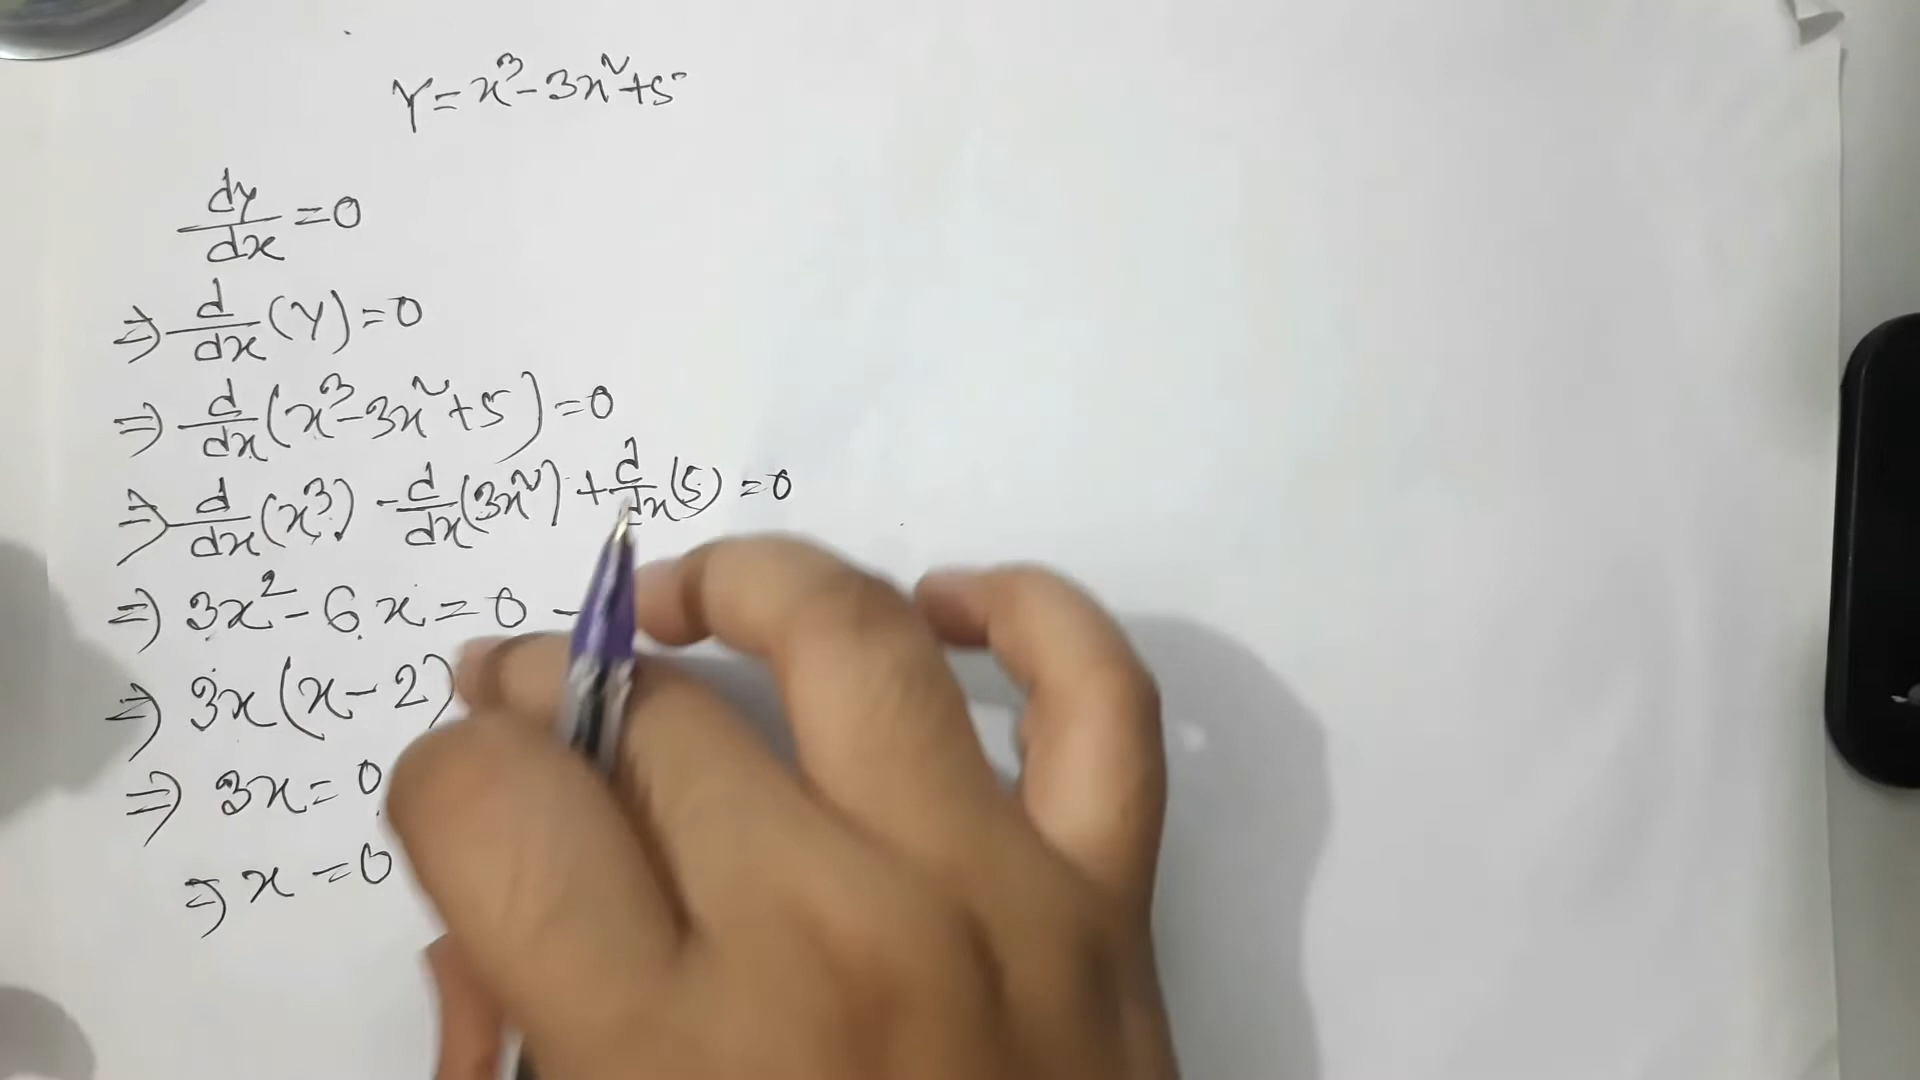 Y = x³ - 3x² + 5
dy/dx = 0
⇒ d/dx (Y) = 0
⇒ d/dx (x³ - 3x² + 5) = 0
⇒ d/dx (x³) - d/dx (3x²) + d/dx (5) = 0
⇒ 3x² - 6x = 0 -
⇒ 3x (x - 2)
⇒ 3x = 0
⇒ x = 0